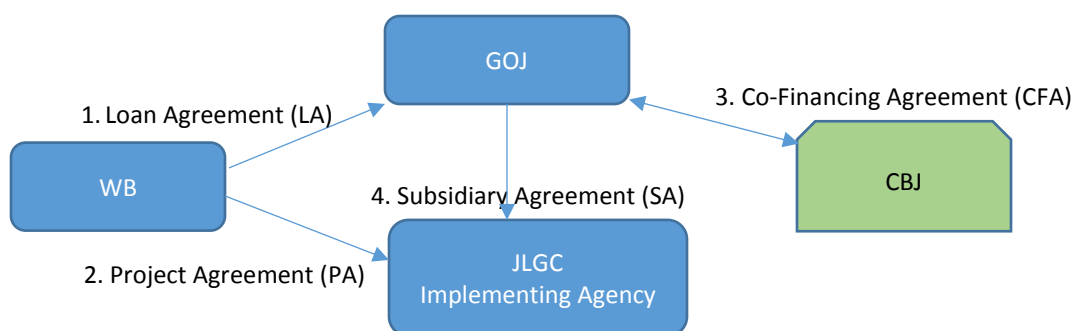 GOJ
3. Co-Financing Agreement (CFA)
1. Loan Agreement (LA)
WB
CBJ
4. Subsidiary Agreement (SA)
2. Project Agreement (PA)
JLGC
Implementing Agency